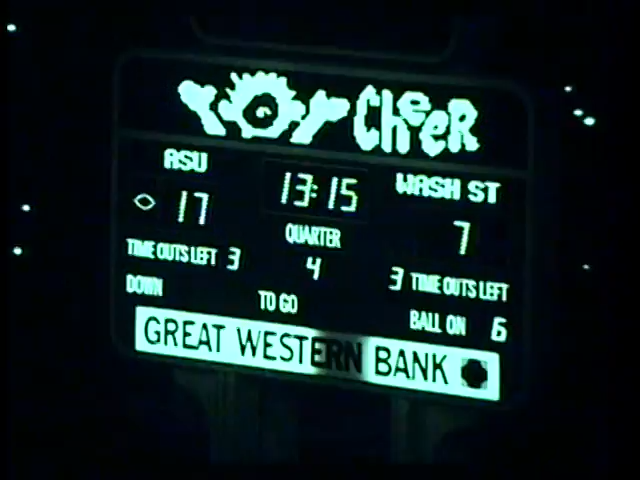 CHEER
ASU 13:15 WASH ST
17 QUARTER 7
TIME OUTS LEFT 3 4 3 TIME OUTS LEFT
DOWN TO GO BALL ON 6
GREAT WESTERN BANK